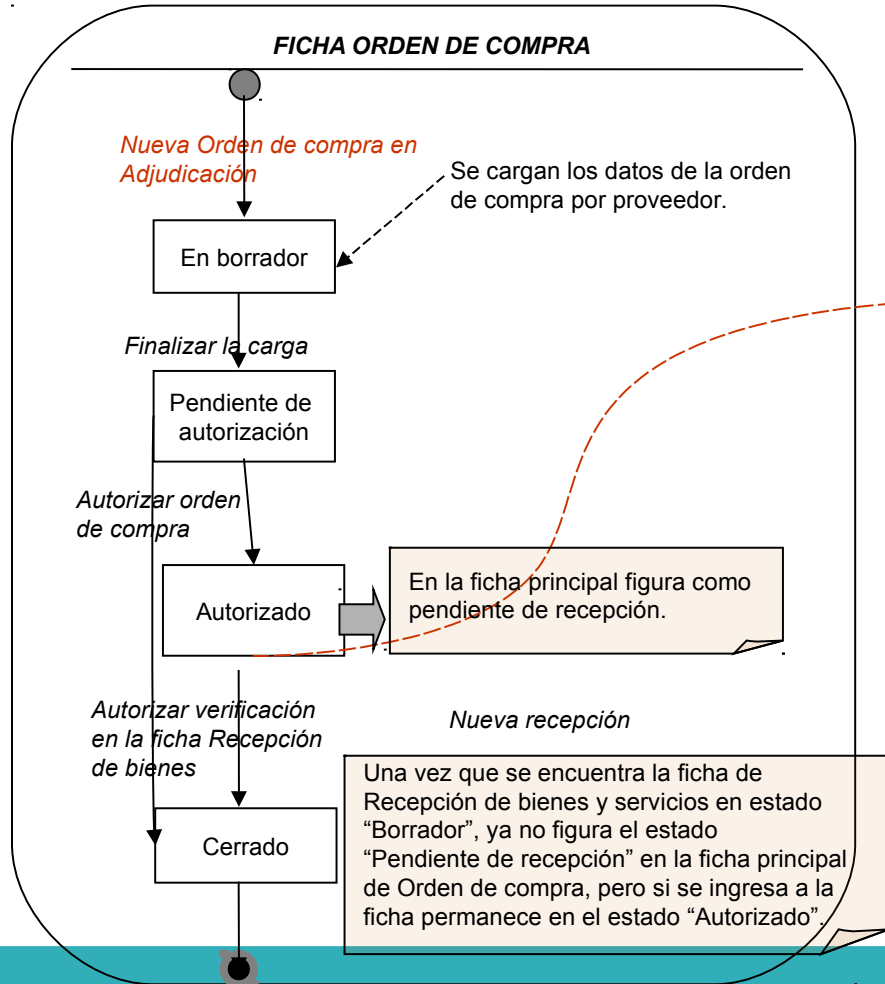 FICHA ORDEN DE COMPRA
Nueva Orden de compra en
Adjudicación
Se cargan los datos de la orden
de compra por proveedor.
En borrador
Finalizar la carga
Pendiente de
autorización
Autorizar orden
de compra
En la ficha principal figura como
pendiente de recepción.
Autorizado
Autorizar verificación
en la ficha Recepción
de bienes
Nueva recepción
Una vez que se encuentra la ficha de
Recepción de bienes y servicios en estado
“Borrador”, ya no figura el estado
“Pendiente de recepción” en la ficha principal
de Orden de compra, pero si se ingresa a la
ficha permanece en el estado “Autorizado”.
Cerrado